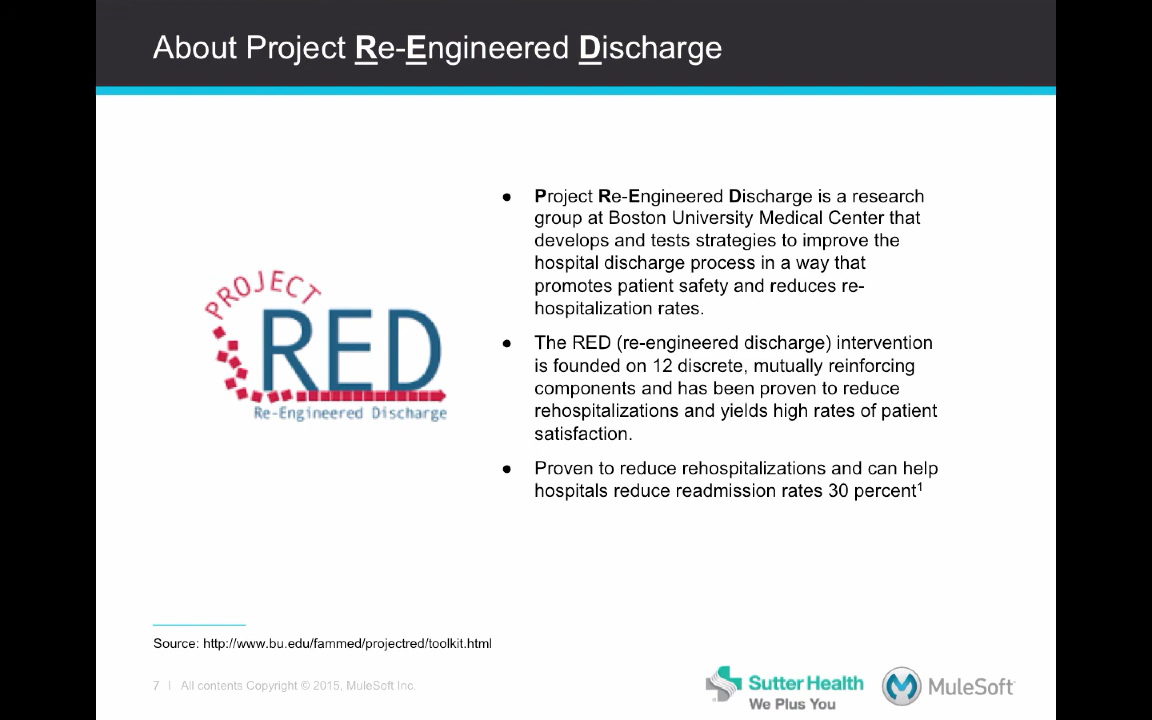 About Project Re-Engineered Discharge
PROJECT
RED
Re-Engineered Discharge
● Project Re-Engineered Discharge is a research
group at Boston University Medical Center that
develops and tests strategies to improve the
hospital discharge process in a way that
promotes patient safety and reduces re-
hospitalization rates.
● The RED (re-engineered discharge) intervention
is founded on 12 discrete, mutually reinforcing
components and has been proven to reduce
rehospitalizations and yields high rates of patient
satisfaction.
● Proven to reduce rehospitalizations and can help
hospitals reduce readmission rates 30 percent¹
Source: http://www.bu.edu/fammed/projectred/toolkit.html
7 | All contents Copyright © 2015, MuleSoft Inc.
Sutter Health
We Plus You
MuleSoft